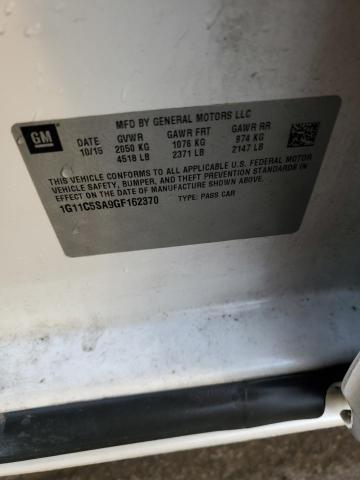 GM
MFD BY GENERAL MOTORS LLC
DATE GVWR GAWR FRT GAWR RR
10/15 2050 KG 1076 KG 974 KG
4518 LB 2371 LB 2147 LB
THIS VEHICLE CONFORMS TO ALL APPLICABLE U.S. FEDERAL MOTOR
VEHICLE SAFETY, BUMPER, AND THEFT PREVENTION STANDARDS IN
EFFECT ON THE DATE OF MANUFACTURE SHOWN ABOVE.
1G11C5SA9GF162370 TYPE: PASS CAR